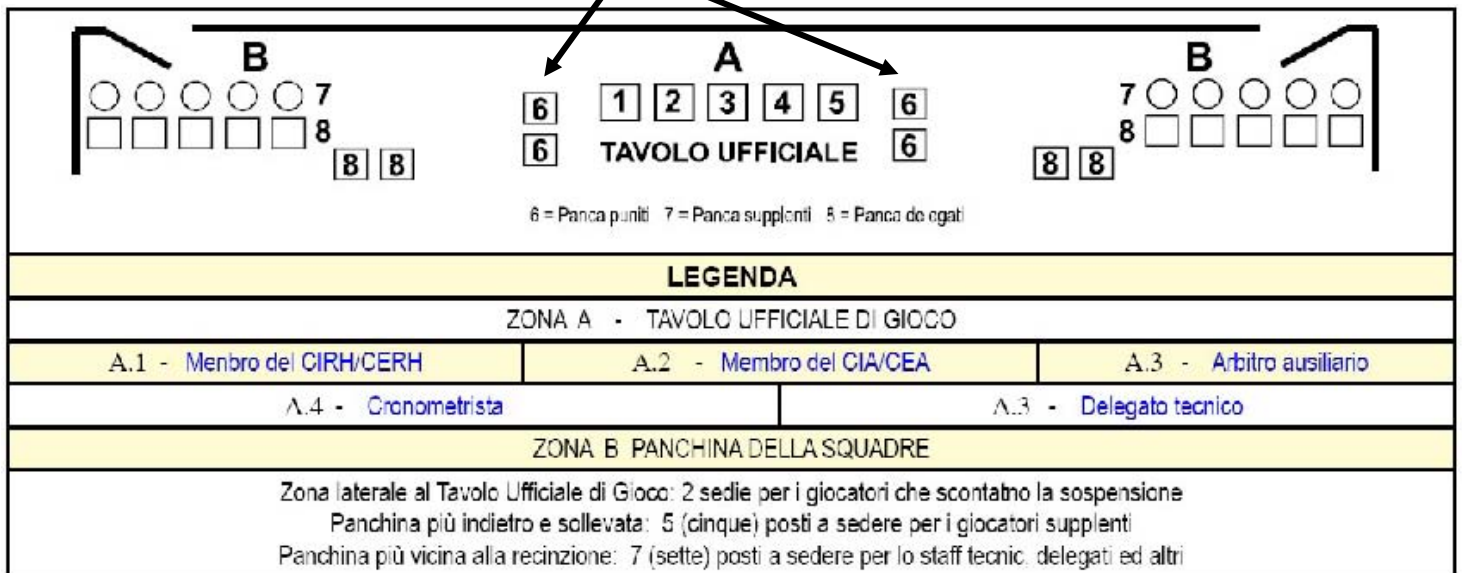 B A B
7 1 2 3 4 5 7
6 6
8 8
6 TAVOLO UFFICIALE 6
8 8 8 8
6 = Panca puniti 7 = Panca supplenti 8 = Panca de egati
LEGENDA
ZONA A - TAVOLO UFFICIALE DI GIOCO
A.1 - Menbro del CIRH/CERH A.2 - Membro del CIA/CEA A.3 - Arbitro ausiliario
A.4 - Cronometrista A.3 - Delegato tecnico
ZONA B PANCHINA DELLA SQUADRE
Zona laterale al Tavolo Ufficiale di Gioco: 2 sedie per i giocatori che scontatno la sospensione
Panchina più indietro e sollevata: 5 (cinque) posti a sedere per i giocatori supplenti
Panchina più vicina alla recinzione: 7 (sette) posti a sedere per lo staff tecnic. delegati ed altri